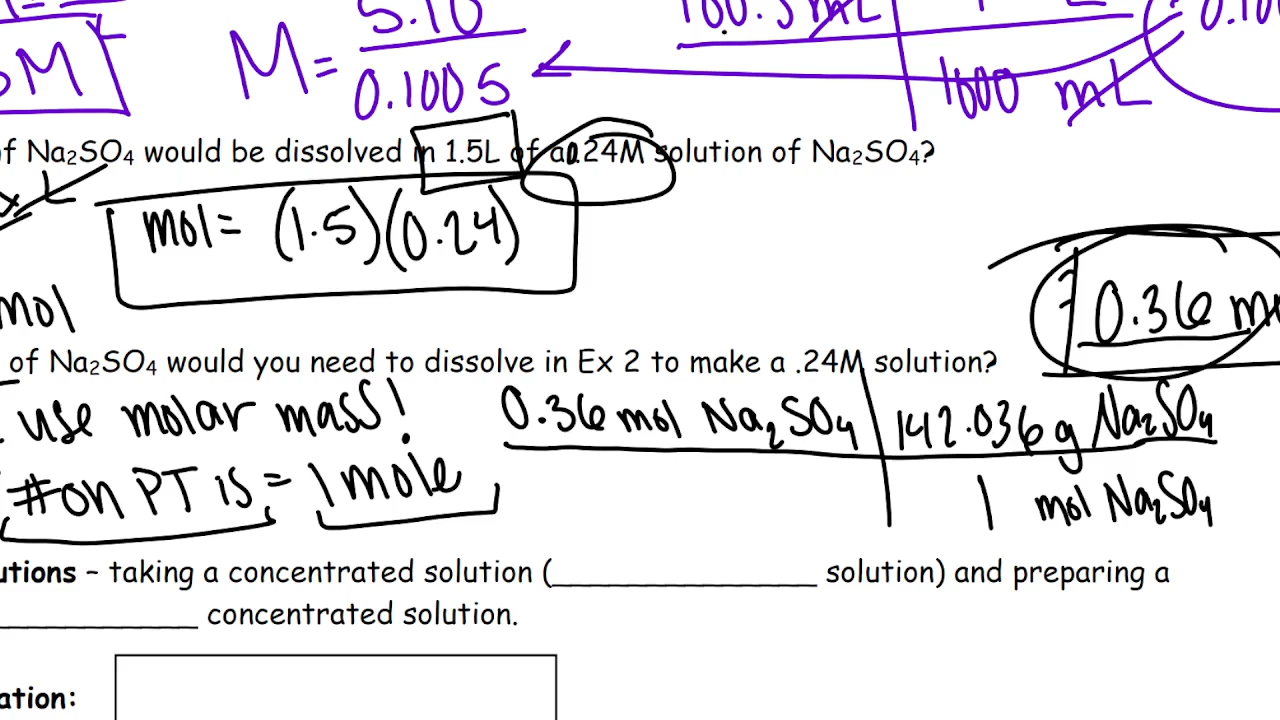 5.10
100.5 mL
M = 0.1005
1000 mL
of Na₂SO₄ would be dissolved in 1.5L of a .24M solution of Na₂SO₄?
L
mol = (1.5)(0.24)
mol
0.36
of Na₂SO₄ would you need to dissolve in Ex 2 to make a .24M solution?
use molar mass!
0.36 mol Na₂SO₄ 142.036 g Na₂SO₄
#on PT is = 1 mole
1 mol Na₂SO₄
– taking a concentrated solution (_______________ solution) and preparing a
_______________ concentrated solution.